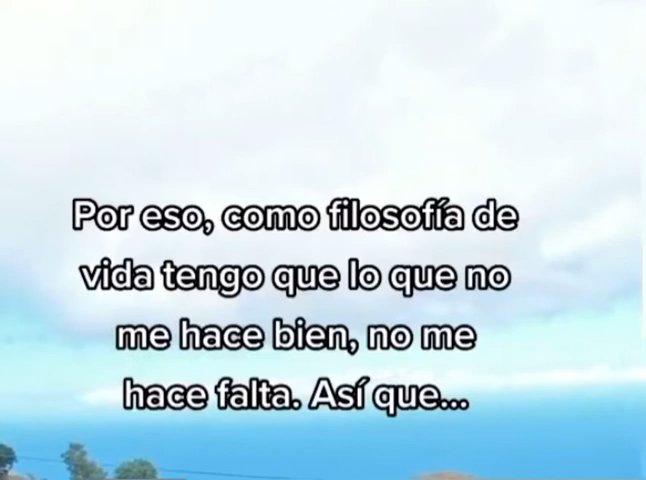 Por eso, como filosofía de
vida tengo que lo que no
me hace bien, no me
hace falta. Así que...